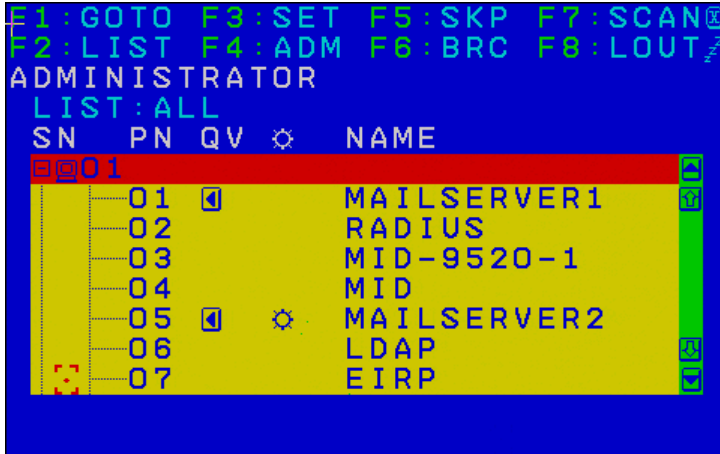 F1:GOTO F3:SET F5:SKP F7:SCAN
F2:LIST F4:ADM F6:BRC F8:LOUT
ADMINISTRATOR
LIST:ALL
SN PN QV NAME
01
01 MAILSERVER1
02 RADIUS
03 MID-9520-1
04 MID
05 MAILSERVER2
06 LDAP
07 EIRP